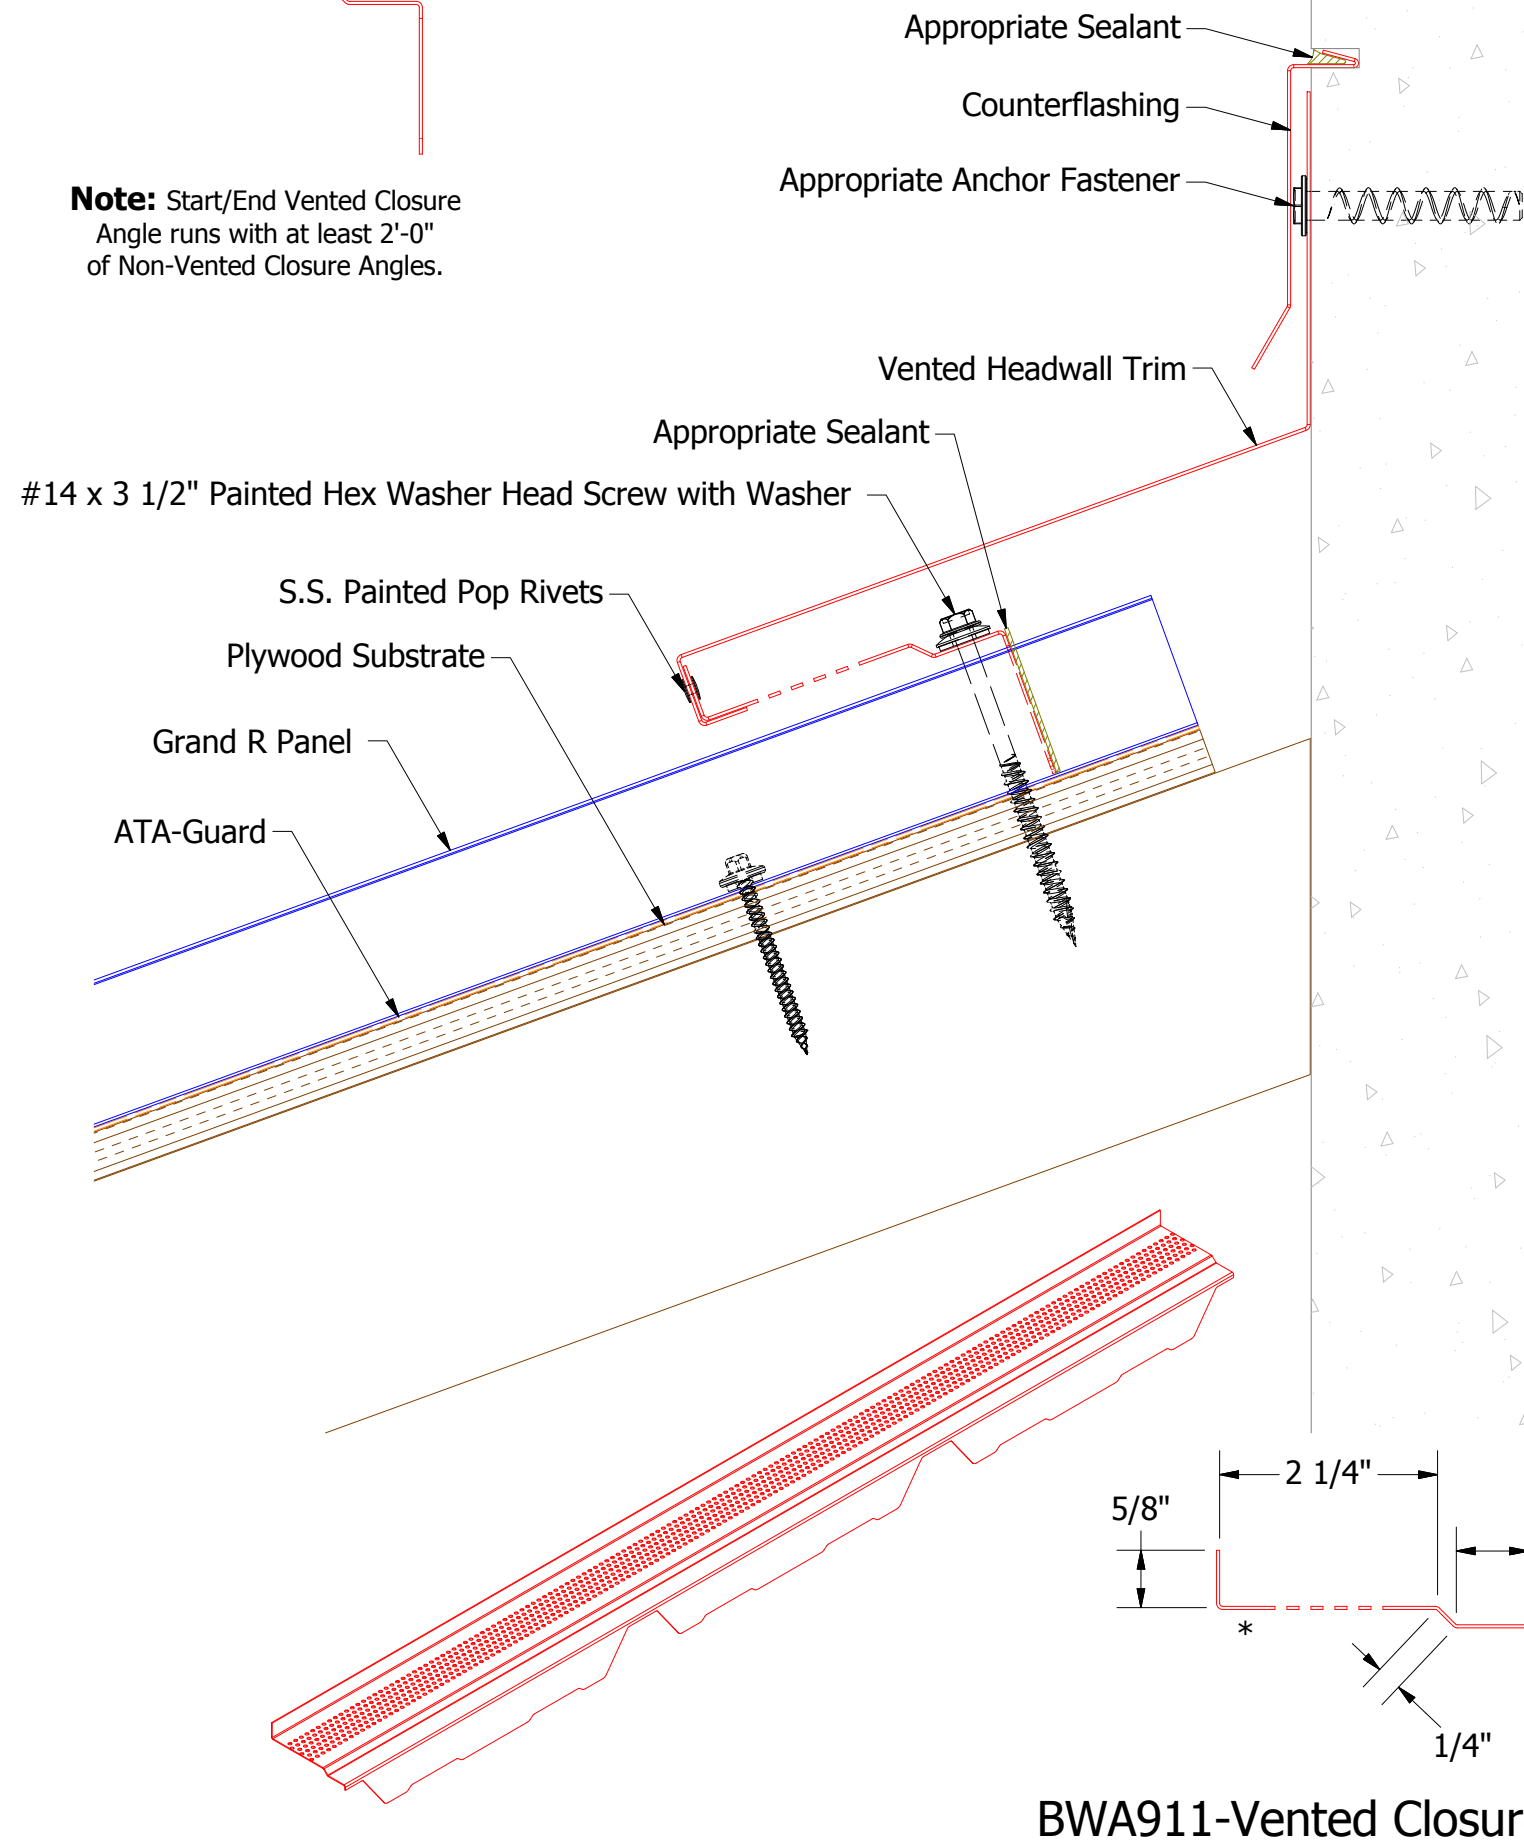 Appropriate Sealant
Counterflashing
Appropriate Anchor Fastener
Note: Start/End Vented Closure
Angle runs with at least 2'-0"
of Non-Vented Closure Angles.
Vented Headwall Trim
Appropriate Sealant
#14 x 3 1/2" Painted Hex Washer Head Screw with Washer
S.S. Painted Pop Rivets
Plywood Substrate
Grand R Panel
ATA-Guard
2 1/4"
5/8"
*
1/4"
BWA911-Vented Closur